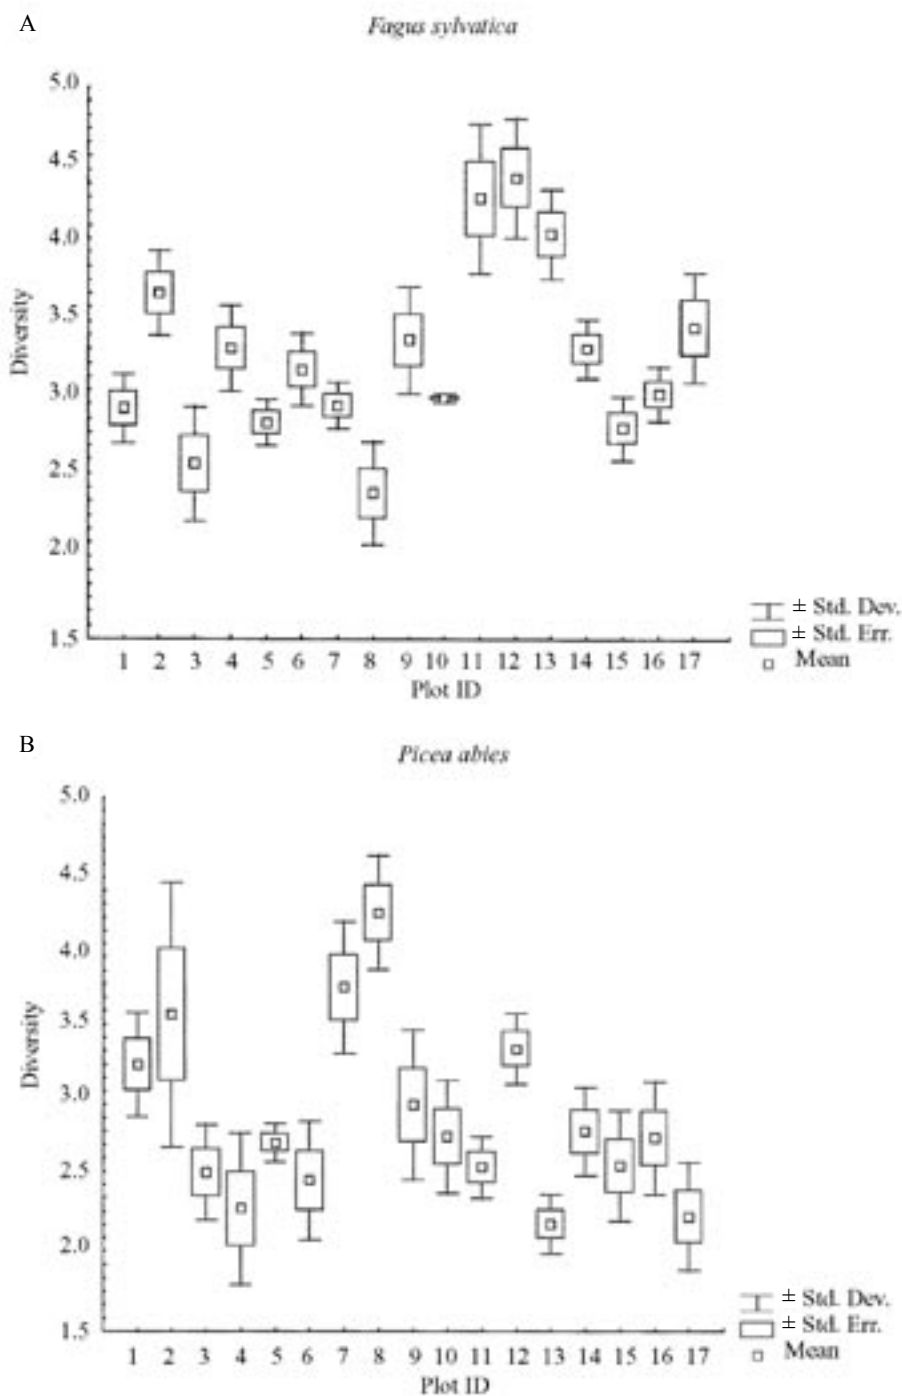 A
Fagus sylvatica
5.0
4.5
4.0
3.5
3.0
2.5
2.0
1.5
Diversity
1 2 3 4 5 6 7 8 9 10 11 12 13 14 15 16 17
Plot ID
± Std. Dev.
± Std. Err.
Mean
B
Picea abies
5.0
4.5
4.0
3.5
3.0
2.5
2.0
1.5
Diversity
1 2 3 4 5 6 7 8 9 10 11 12 13 14 15 16 17
Plot ID
± Std. Dev.
± Std. Err.
Mean